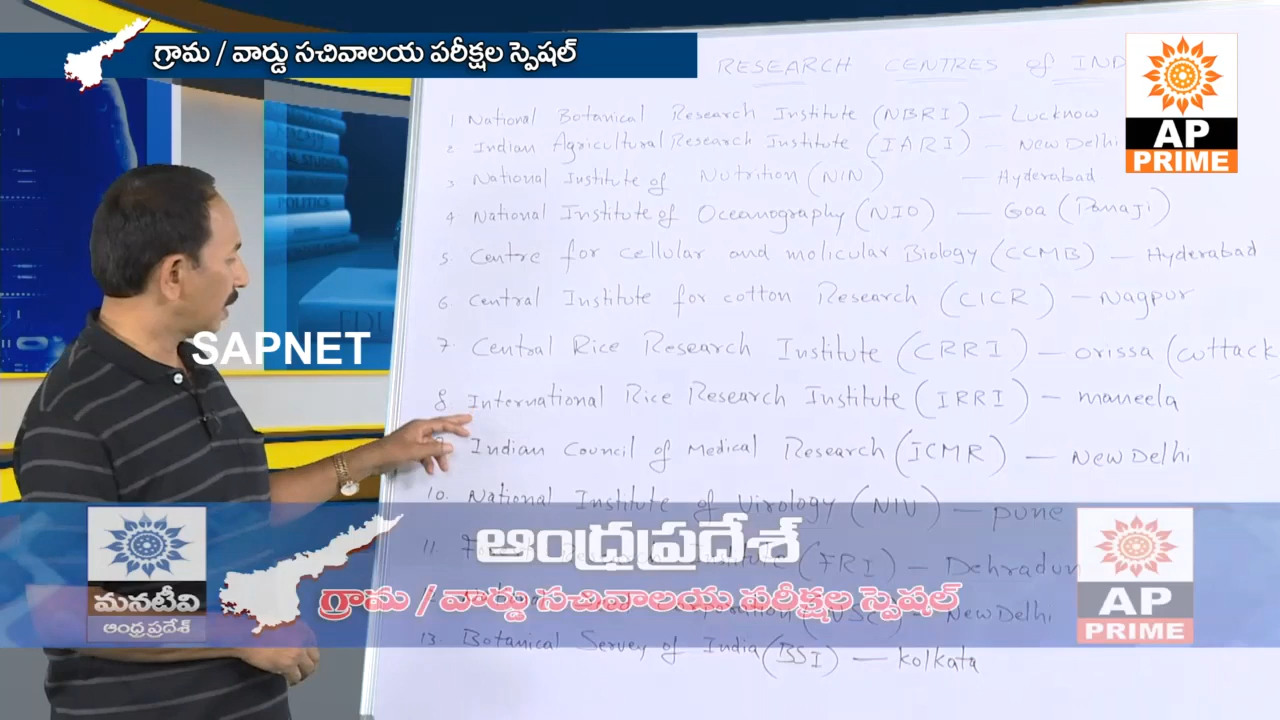 గ్రామ / వార్డు సచివాలయ పరీక్షల స్పెషల్
RESEARCH CENTRES of IND
AP
PRIME
1 National Botanical Research Institute (NBRI) — Lucknow
2. Indian Agricultural Research Institute (IARI) - New Delhi
3. National Institute of Nutrition (NIN) — Hyderabad
4. National Institute of Oceanography (NIO) — Goa (Panaji)
5 Centre for cellular and molicular Biology (CCMB) — Hyderabad
6. Central Institute for cotton Research (CICR) — Nagpur
SAPNET
EDU
7. Central Rice Research Institute (CRRI) — orissa (cuttack)
8. International Rice Research Institute (IRRI) — maneela
Indian Council of Medical Research (ICMR) — New Delhi
10. National Institute of Virology (NIV) — pune
ఆంధ్రప్రదేశ్
11. Institute (FRI) — Dehradun
గ్రామ / వార్డు సచివాలయ పరీక్షల స్పెషల్
మనటీవి
ఆంధ్ర ప్రదేశ్
AP
PRIME
— New Delhi
13. Botanical Survey of India (BSI) — kolkata